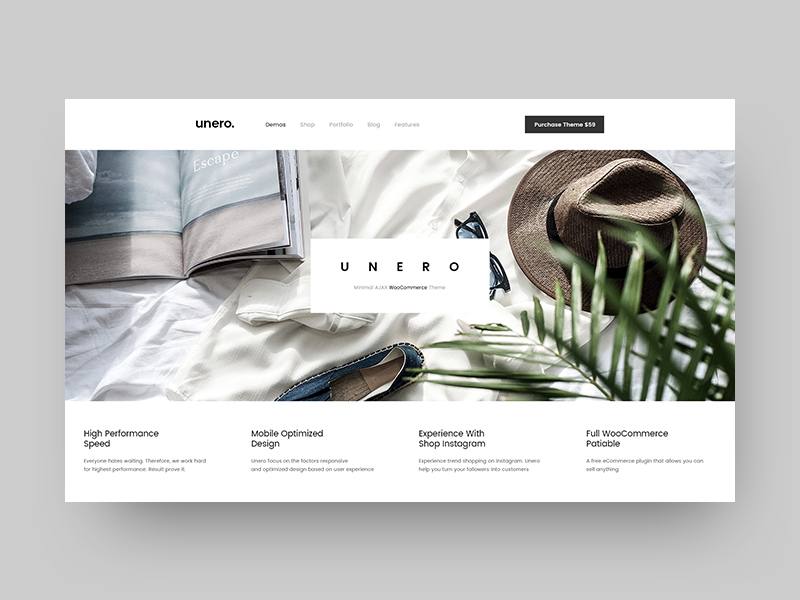 unero.
Demos
Shop
Portfolio
Blog
Features
Purchase Theme $59
Escape
UNERO
Minimal AJAX WooCommerce Theme
High Performance
Speed
Everyone hates waiting. Therefore, we work hard
for highest performance. Result prove it.
Mobile Optimized
Design
Unero focus on the factors responsive
and optimized design based on user experience
Experience With
Shop Instagram
Experience trend shopping on Instagram. Unero
help you turn your followers into customers
Full WooCommerce
Patiable
A free eCommerce plugin that allows you can
sell anything